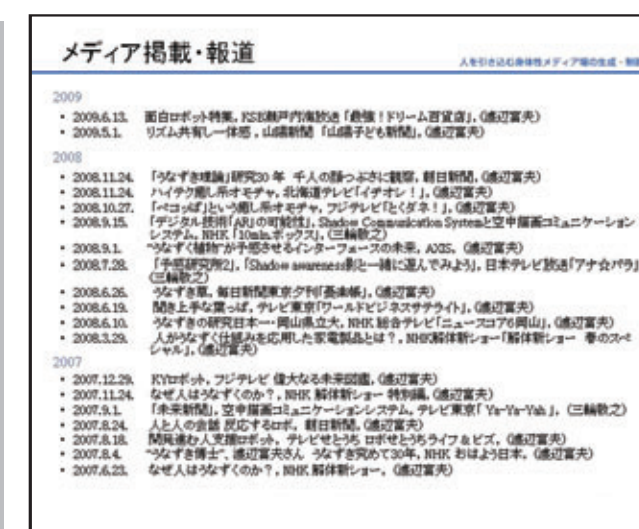 メディア掲載・報道
人を引き込む身体性メディア場の生成・制
2009
・ 2009.6.13. 面白ロボット特集, KSB瀬戸内海放送「最強！ドリーム百貨店」, (渡辺富夫)
・ 2009.5.1. リズム共有し一体感, 山陽新聞「山陽子ども新聞」, (渡辺富夫)
2008
・ 2008.11.24. 「うなずき理論」研究30年 千人の顔つぶさに観察, 朝日新聞, (渡辺富夫)
・ 2008.11.24. ハイテク癒し系オモチャ, 北海道テレビ「イチオシ！」, (渡辺富夫)
・ 2008.10.27. 「ペコッぱ」という癒し系オモチャ, フジテレビ「とくダネ！」, (渡辺富夫)
・ 2008.9.15. 「デジタル技術「AR」の可能性」, Shadow Communication Systemと空中描画コミュニケーション
システム, NHK「10min.ボックス」, (三輪敬之)
・ 2008.9.1. “うなずく植物”が予感させるインターフェースの未来, AXIS, (渡辺富夫)
・ 2008.7.28. 「予感研究所2」, 「Shadow awareness影と一緒に遊んでみよう」, 日本テレビ放送「アナ☆パラ」
(三輪敬之)
・ 2008.6.26. うなずき草, 毎日新聞東京夕刊「憂楽帳」, (渡辺富夫)
・ 2008.6.19. 聞き上手な葉っぱ, テレビ東京「ワールドビジネスサテライト」, (渡辺富夫)
・ 2008.6.10. うなずきの研究日本一・岡山県立大, NHK 総合テレビ「ニュースコア6岡山」, (渡辺富夫)
・ 2008.3.29. 人がうなずく仕組みを応用した家電製品とは？, NHK解体新ショー「解体新ショー 春のスペ
シャル」, (渡辺富夫)
2007
・ 2007.12.29. KYロボット, フジテレビ 偉大なる未来図鑑, (渡辺富夫)
・ 2007.11.24. なぜ人はうなずくのか？, NHK 解体新ショー 特別編, (渡辺富夫)
・ 2007.9.1. 「未来新聞」, 空中描画コミュニケーションシステム, テレビ東京「Ya-Ya-Yah」, (三輪敬之)
・ 2007.8.24. 人と人の会話 反応するロボ, 朝日新聞, (渡辺富夫)
・ 2007.8.18. 開発進む人支援ロボット, テレビせとうち ロボせとうちライフ＆ビズ, (渡辺富夫)
・ 2007.8.4. “うなずき博士”, 渡辺富夫さん うなずき究めて30年, NHK おはよう日本, (渡辺富夫)
・ 2007.6.23. なぜ人はうなずくのか？, NHK 解体新ショー, (渡辺富夫)